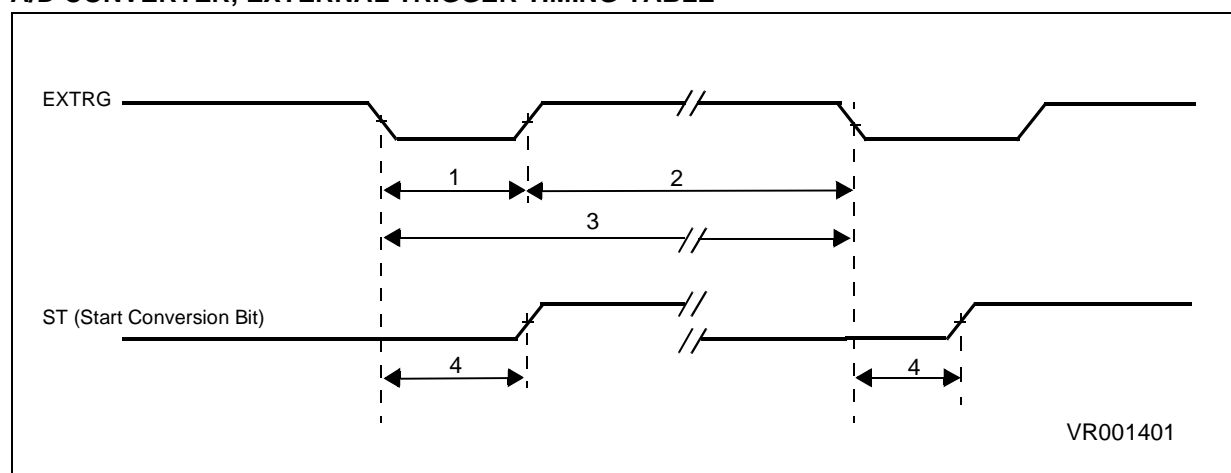 A/D CONVERTER, EXTERNAL TRIGGER TIMING TABLE
EXTRG
1
2
3
ST (Start Conversion Bit)
4
4
VR001401